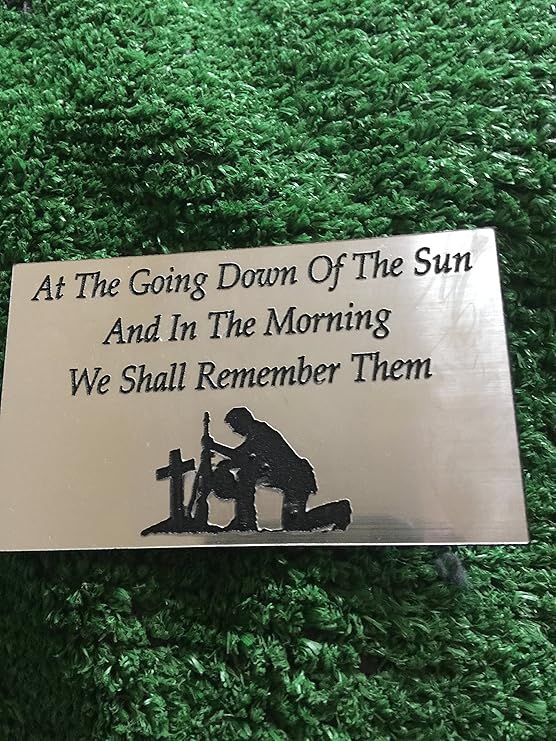 At The Going Down Of The Sun
And In The Morning
We Shall Remember Them